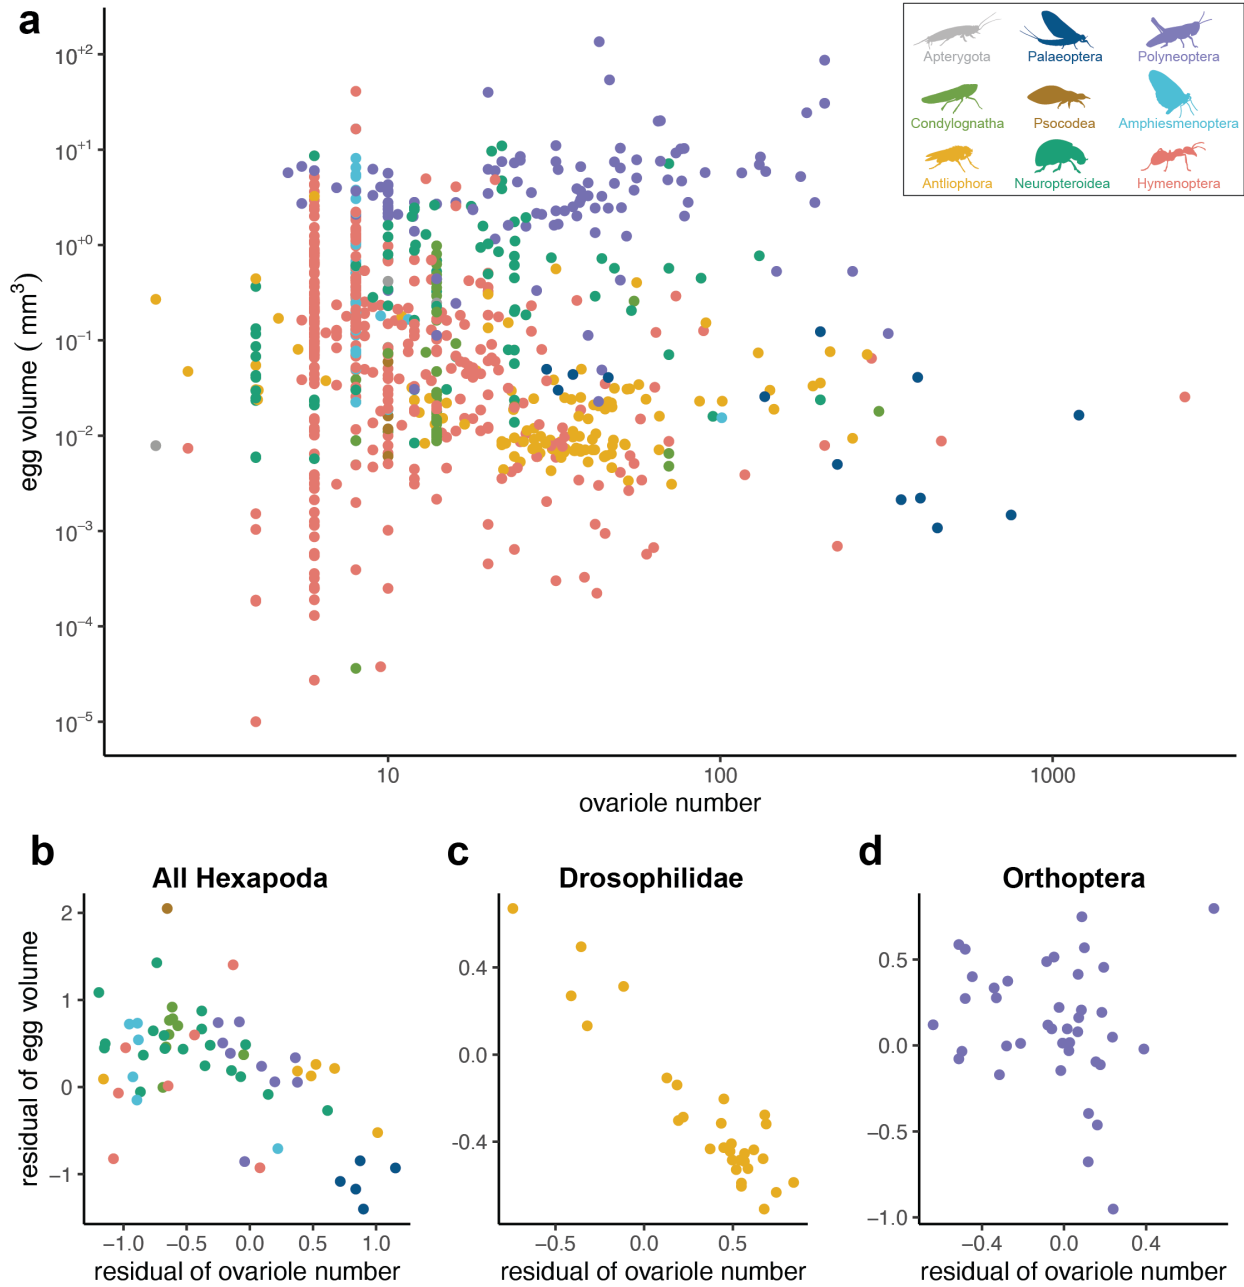 a
10+2
10+1
10+0
10−1
10−2
10−3
10−4
10−5
egg volume ( mm3)
10
100
1000
ovariole number
Apterygota
Palaeoptera
Polyneoptera
Condylognatha
Psocodea
Amphiesmenoptera
Antliophora
Neuropteroidea
Hymenoptera
b
All Hexapoda
2
1
0
−1
residual of egg volume
−1.0
−0.5
0.0
0.5
1.0
residual of ovariole number
c
Drosophilidae
0.4
0.0
-0.4
−0.5
0.0
0.5
residual of ovariole number
d
Orthoptera
0.5
0.0
−0.5
−1.0
−0.4
0.0
0.4
residual of ovariole number